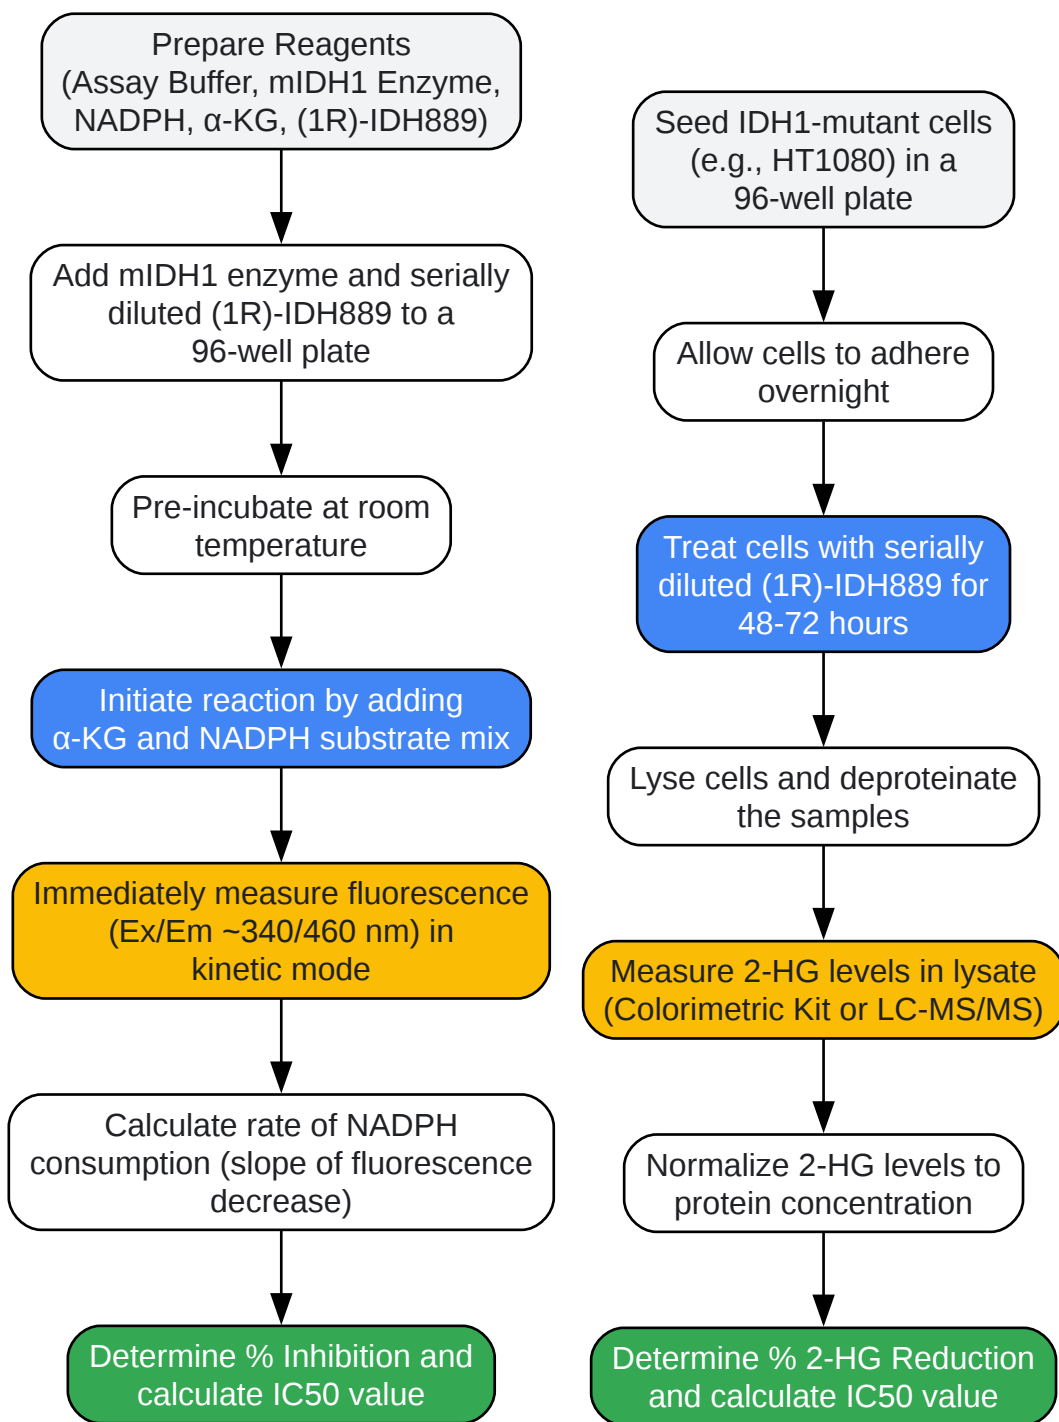 Prepare Reagents
(Assay Buffer, mIDH1 Enzyme,
NADPH, α-KG, (1R)-IDH889)
Add mIDH1 enzyme and serially
diluted (1R)-IDH889 to a
96-well plate
Pre-incubate at room
temperature
Initiate reaction by adding
α-KG and NADPH substrate mix
Immediately measure fluorescence
(Ex/Em ~340/460 nm) in
kinetic mode
Calculate rate of NADPH
consumption (slope of fluorescence
decrease)
Determine % Inhibition and
calculate IC50 value
Seed IDH1-mutant cells
(e.g., HT1080) in a
96-well plate
Allow cells to adhere
overnight
Treat cells with serially
diluted (1R)-IDH889 for
48-72 hours
Lyse cells and deproteinate
the samples
Measure 2-HG levels in lysate
(Colorimetric Kit or LC-MS/MS)
Normalize 2-HG levels to
protein concentration
Determine % 2-HG Reduction
and calculate IC50 value